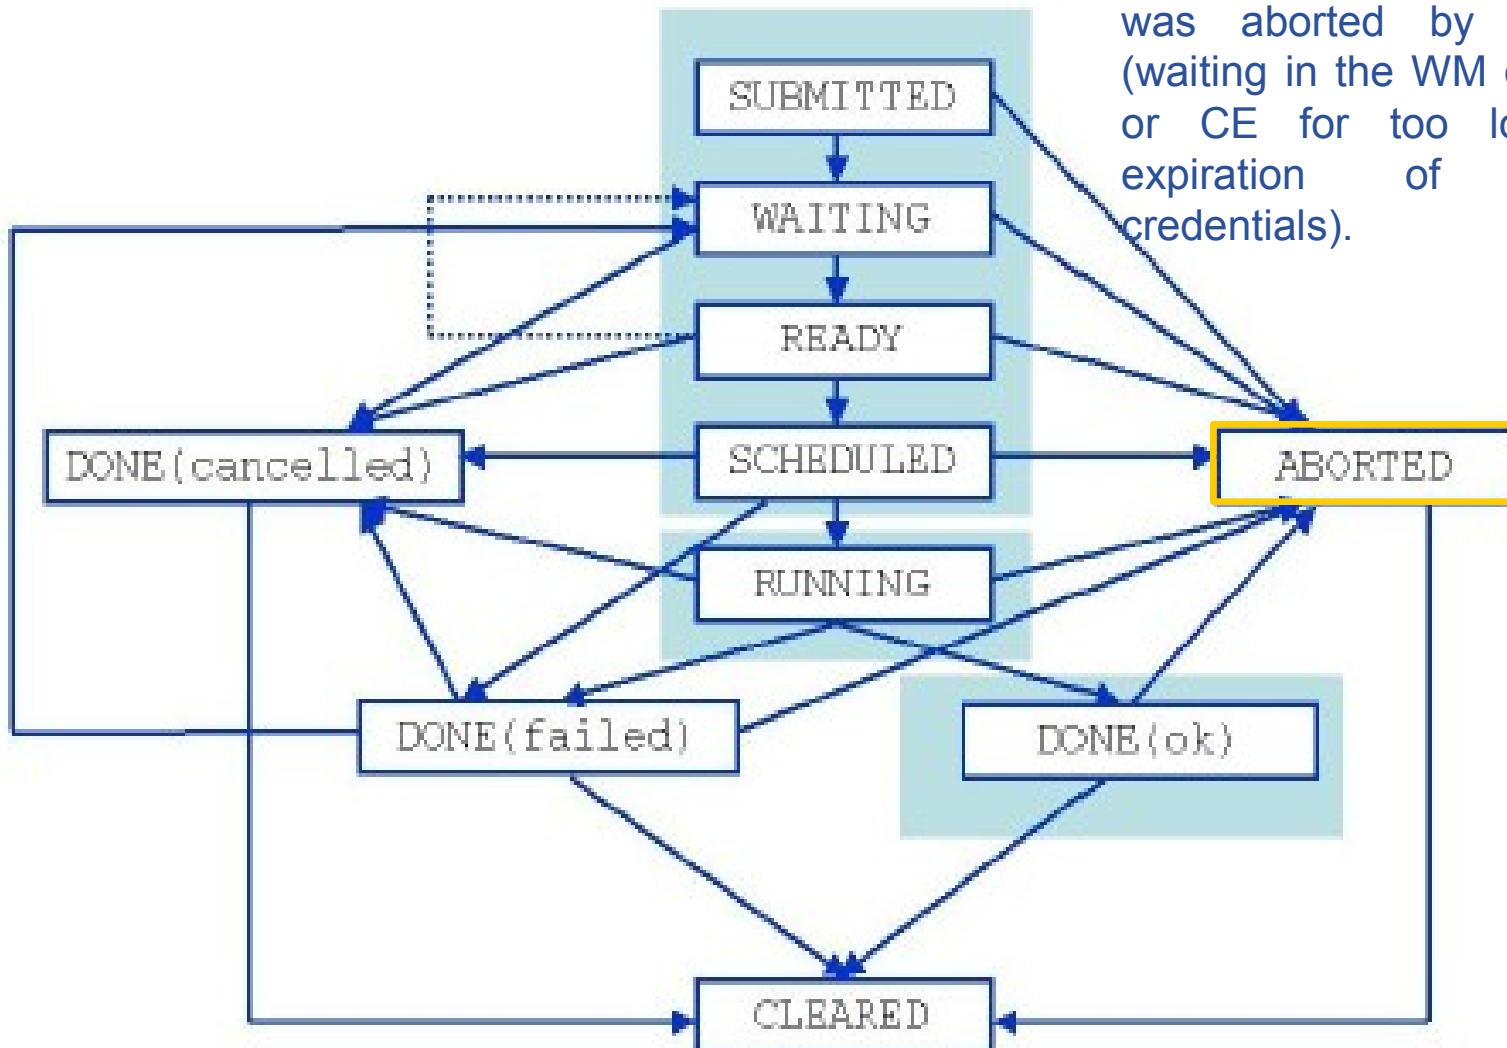 was aborted by
(waiting in the WM
or CE for too
expiration of
credentials).
SUBMITTED
WAITING
READY
SCHEDULED
DONE(cancelled)
ABORTED
RUNNING
DONE(failed)
DONE(ok)
CLEARED